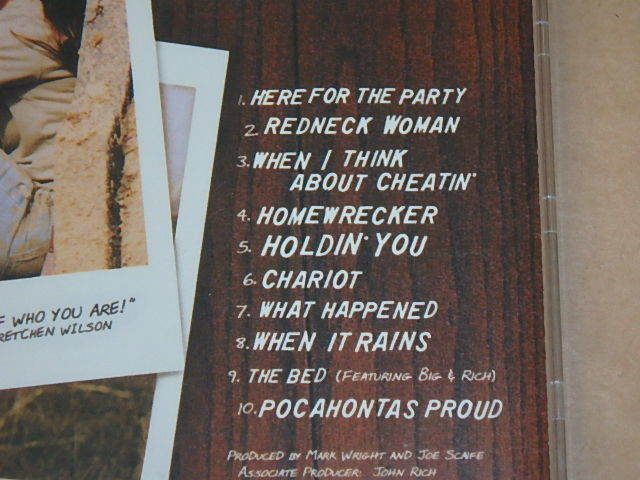 1. HERE FOR THE PARTY
2. REDNECK WOMAN
3. WHEN I THINK
ABOUT CHEATIN'
4. HOMEWRECKER
5. HOLDIN' YOU
6. CHARIOT
7. WHAT HAPPENED
8. WHEN IT RAINS
9. THE BED (FEATURING BIG & RICH)
10. POCAHONTAS PROUD
PRODUCED BY MARK WRIGHT AND JOE SCAIFE
ASSOCIATE PRODUCER: JOHN RICH
WHO YOU ARE!"
WILSON